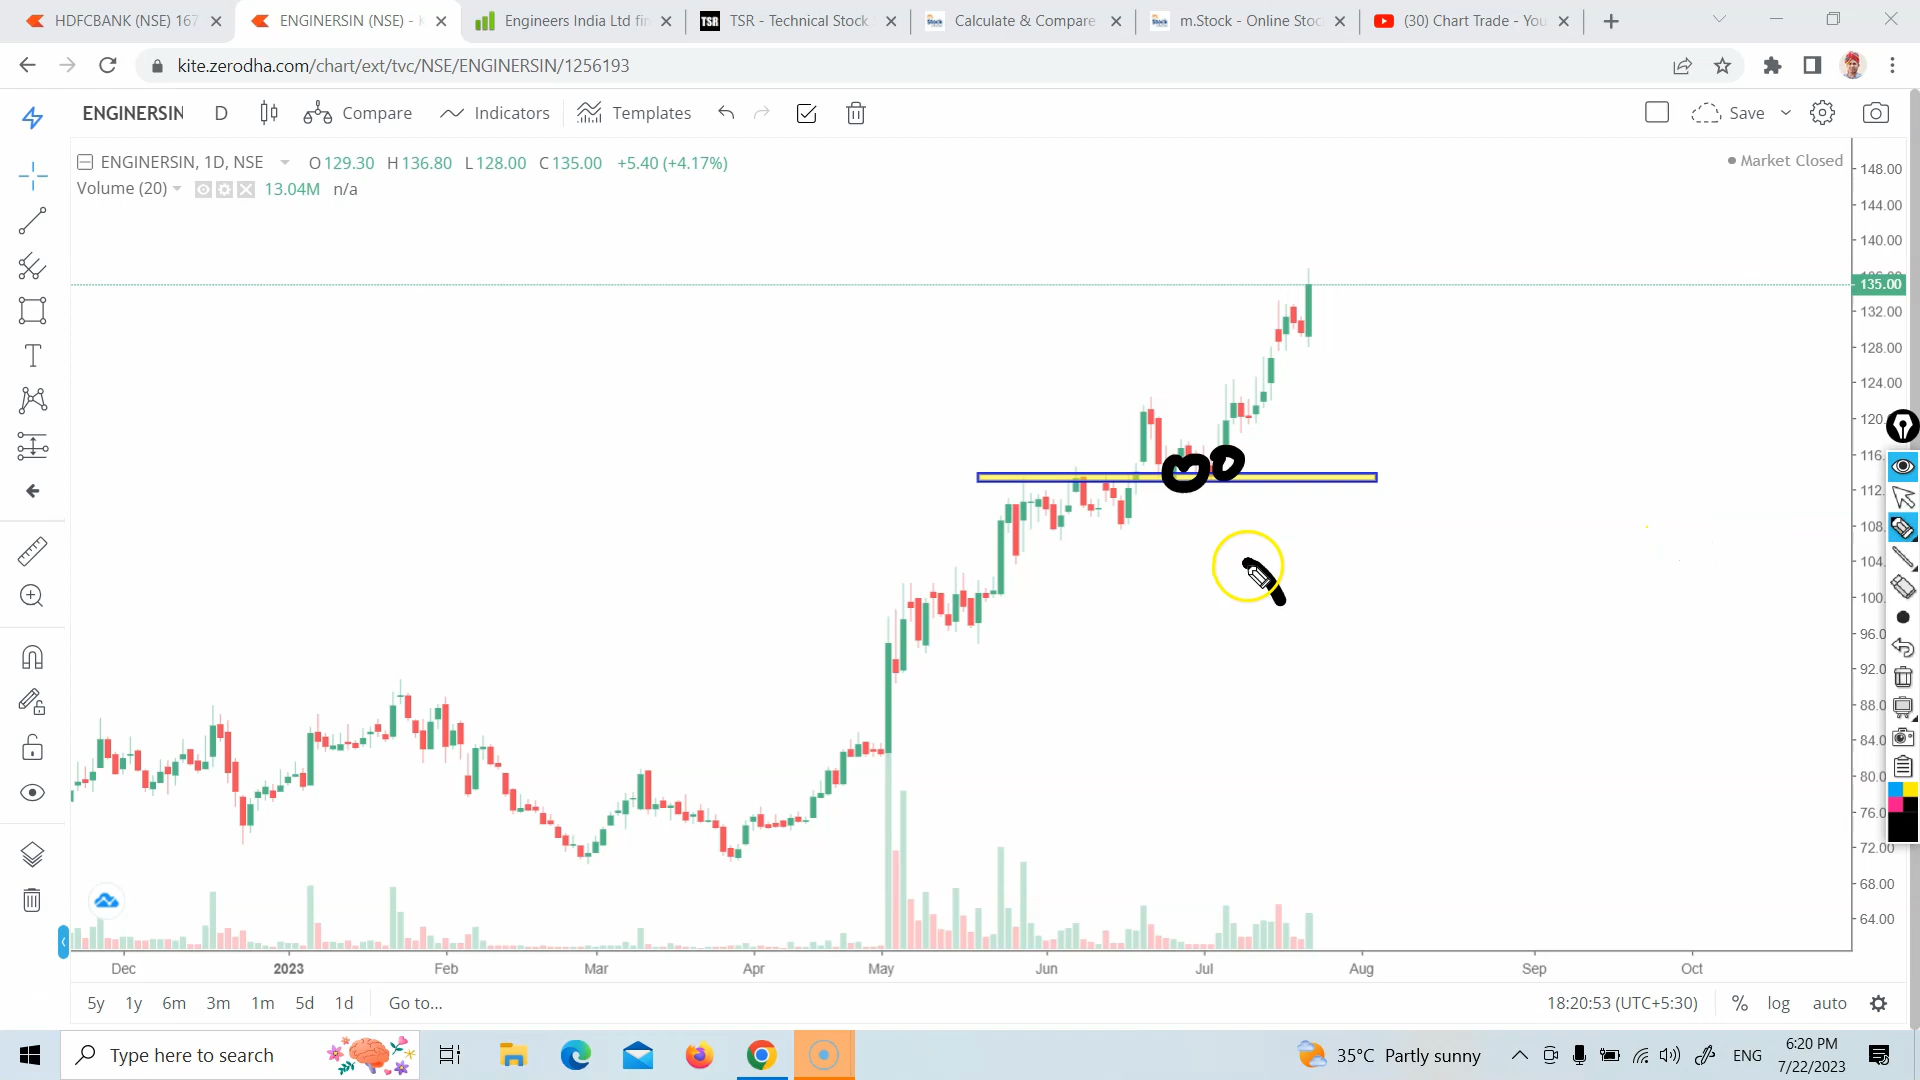 HDFCBANK (NSE) 167
ENGINERSIN (NSE) -
Engineers India Ltd fin
TSR - Technical Stock
Calculate & Compare
m.Stock - Online Stoc
(30) Chart Trade - You
kite.zerodha.com/chart/ext/tvc/NSE/ENGINERSIN/1256193
ENGINERSIN D Compare Indicators Templates Save
ENGINERSIN, 1D, NSE O129.30 H136.80 L128.00 C135.00 +5.40 (+4.17%)
Market Closed
Volume (20) 13.04M n/a
148.00
144.00
140.00
135.00
132.00
128.00
124.00
120.
116.
112.
108.
104.
100.
96.0
92.0
88.0
84.0
80.0
76.0
72.00
68.00
64.00
Dec 2023 Feb Mar Apr May Jun Jul Aug Sep Oct
5y 1y 6m 3m 1m 5d 1d Go to...
18:20:53 (UTC+5:30) % log auto
Type here to search
35°C Partly sunny
ENG
6:20 PM
7/22/2023